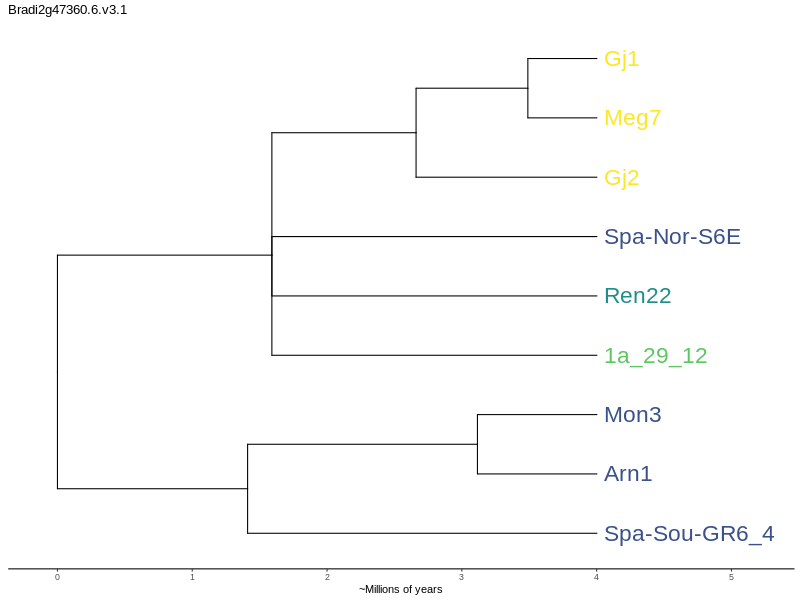 Bradi2g47360.6.v3.1
Gj1
Meg7
Gj2
Spa-Nor-S6E
Ren22
1a_29_12
Mon3
Arn1
Spa-Sou-GR6_4
0 1 2 3 4 5
~Millions of years